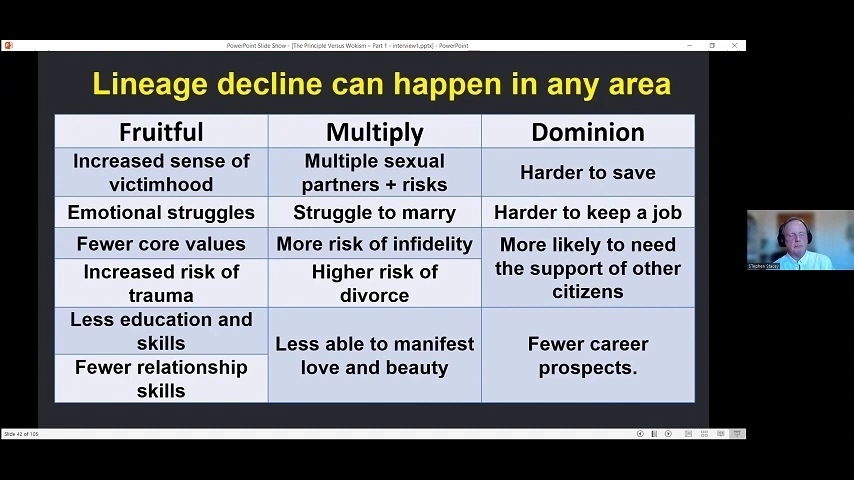 PowerPoint Slide Show - [The Principle Versus Wokism – Part 1 - interview1.pptx] - PowerPoint
Lineage decline can happen in any area
Fruitful
Multiply
Dominion
Increased sense of
victimhood
Multiple sexual
partners + risks
Harder to save
Emotional struggles
Struggle to marry
Harder to keep a job
Fewer core values
More risk of infidelity
More likely to need
the support of other
citizens
Increased risk of
trauma
Higher risk of
divorce
Less education and
skills
Less able to manifest
love and beauty
Fewer career
prospects.
Fewer relationship
skills
STephen Stacey
Slide 42 of 105